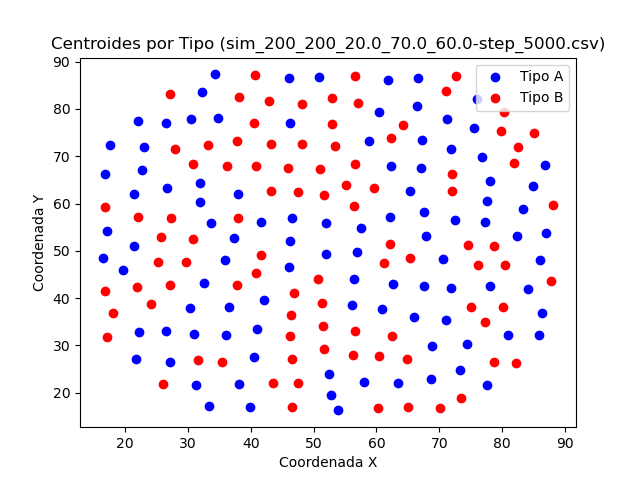 Centroides por Tipo (sim_200_200_20.0_70.0_60.0-step_5000.csv)
Tipo A
Tipo B
90
80
70
60
50
40
30
20
Coordenada Y
20 30 40 50 60 70 80 90
Coordenada X